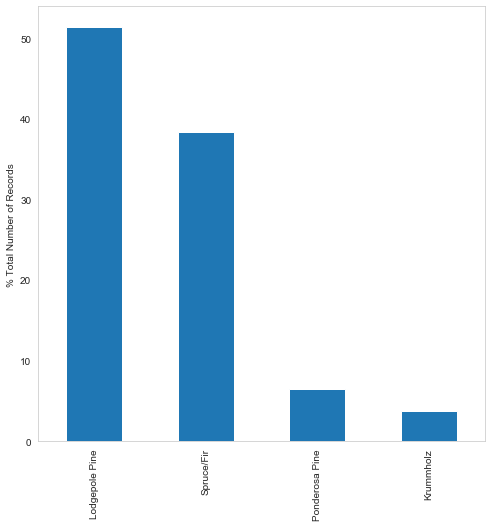 % Total Number of Records
50
40
30
20
10
0
Lodgepole Pine
Spruce/Fir
Ponderosa Pine
Krummholz